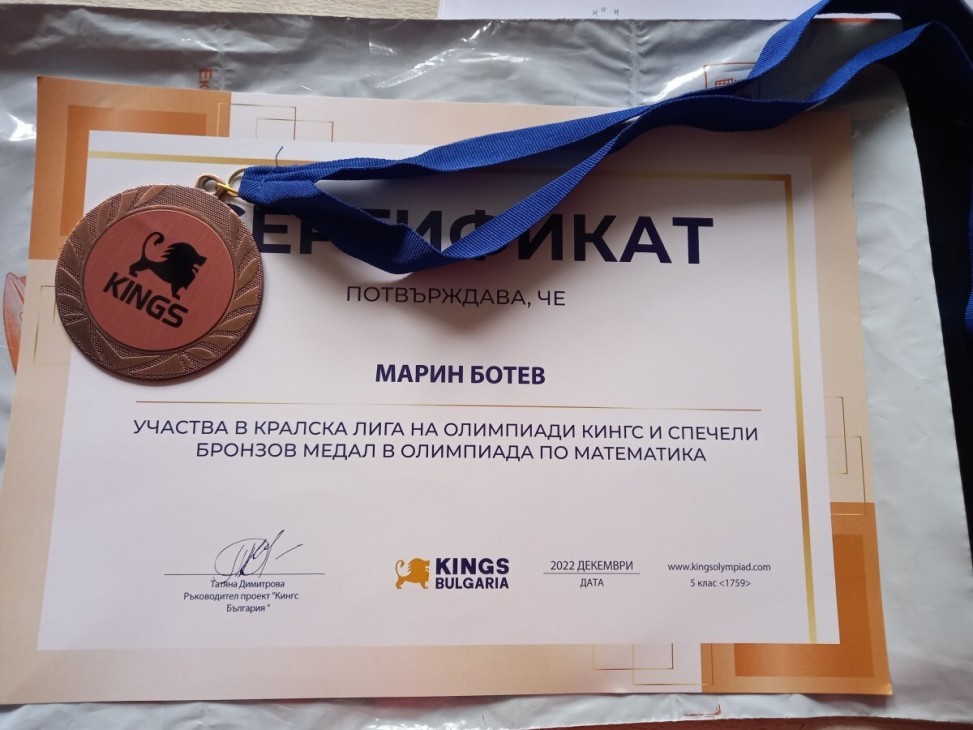 СЕРТИФИКАТ
ПОТВЪРЖДАВА, ЧЕ
KINGS
МАРИН БОТЕВ
УЧАСТВА В КРАЛСКА ЛИГА НА ОЛИМПИАДИ КИНГС И СПЕЧЕЛИ
БРОНЗОВ МЕДАЛ В ОЛИМПИАДА ПО МАТЕМАТИКА
Татяна Димитрова
Ръководител проект "Кингс
България "
KINGS
BULGARIA
2022 ДЕКЕМВРИ
ДАТА
www.kingsolympiad.com
5 клас <1759>